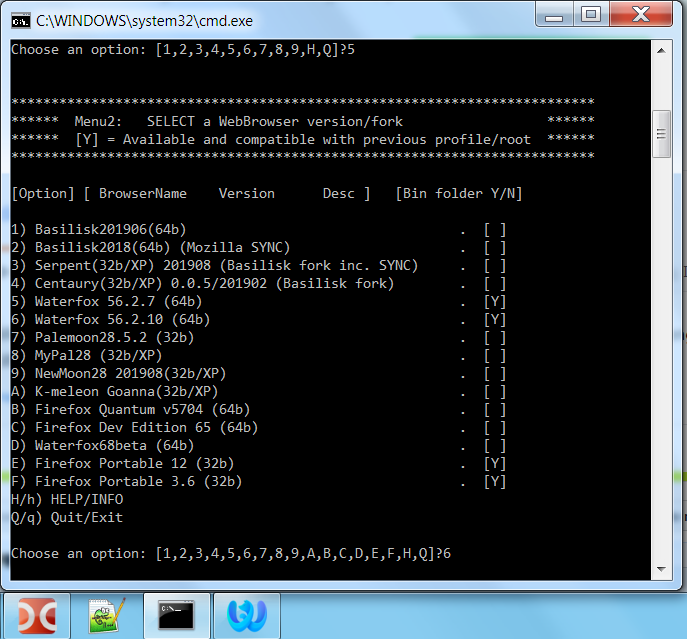 C:\WINDOWS\system32\cmd.exe
Choose an option: [1,2,3,4,5,6,7,8,9,H,Q]?5
*************************************************************************
****** Menu2: SELECT a WebBrowser version/fork ******
****** [Y] = Available and compatible with previous profile/root ******
*************************************************************************
[Option] [ BrowserName Version Desc ] [Bin folder Y/N]
1) Basilisk201906(64b) . [ ]
2) Basilisk2018(64b) (Mozilla SYNC) . [ ]
3) Serpent(32b/XP) 201908 (Basilisk fork inc. SYNC) . [ ]
4) Centaury(32b/XP) 0.0.5/201902 (Basilisk fork) . [ ]
5) Waterfox 56.2.7 (64b) . [Y]
6) Waterfox 56.2.10 (64b) . [Y]
7) Palemoon28.5.2 (32b) . [ ]
8) MyPal28 (32b/XP) . [ ]
9) NewMoon28 201908(32b/XP) . [ ]
A) K-meleon Goanna(32b/XP) . [ ]
B) Firefox Quantum v5704 (64b) . [ ]
C) Firefox Dev Edition 65 (64b) . [ ]
D) Waterfox68beta (64b) . [ ]
E) Firefox Portable 12 (32b) . [Y]
F) Firefox Portable 3.6 (32b) . [Y]
H/h) HELP/INFO
Q/q) Quit/Exit
Choose an option: [1,2,3,4,5,6,7,8,9,A,B,C,D,E,F,H,Q]?6